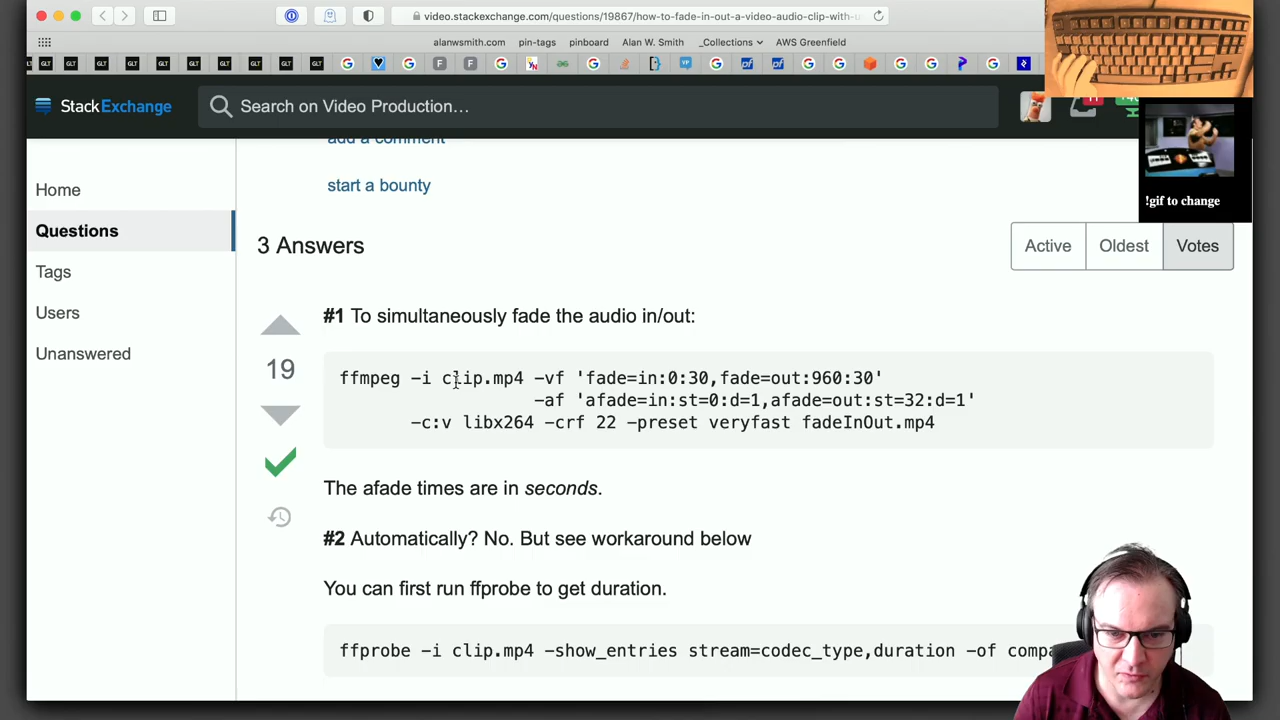 video.stackexchange.com/questions/19867/how-to-fade-in-out-a-video-audio-clip-with-u
alanwsmith.com pin-tags pinboard Alan W. Smith _Collections AWS Greenfield
StackExchange
Search on Video Production…
!gif to change
add a comment
start a bounty
Home
Questions
Tags
Users
Unanswered
3 Answers
Active Oldest Votes
19
#1 To simultaneously fade the audio in/out:
ffmpeg -i clip.mp4 -vf 'fade=in:0:30,fade=out:960:30'
-af 'afade=in:st=0:d=1,afade=out:st=32:d=1'
-c:v libx264 -crf 22 -preset veryfast fadeInOut.mp4
The afade times are in seconds.
#2 Automatically? No. But see workaround below
You can first run ffprobe to get duration.
ffprobe -i clip.mp4 -show_entries stream=codec_type,duration -of compa